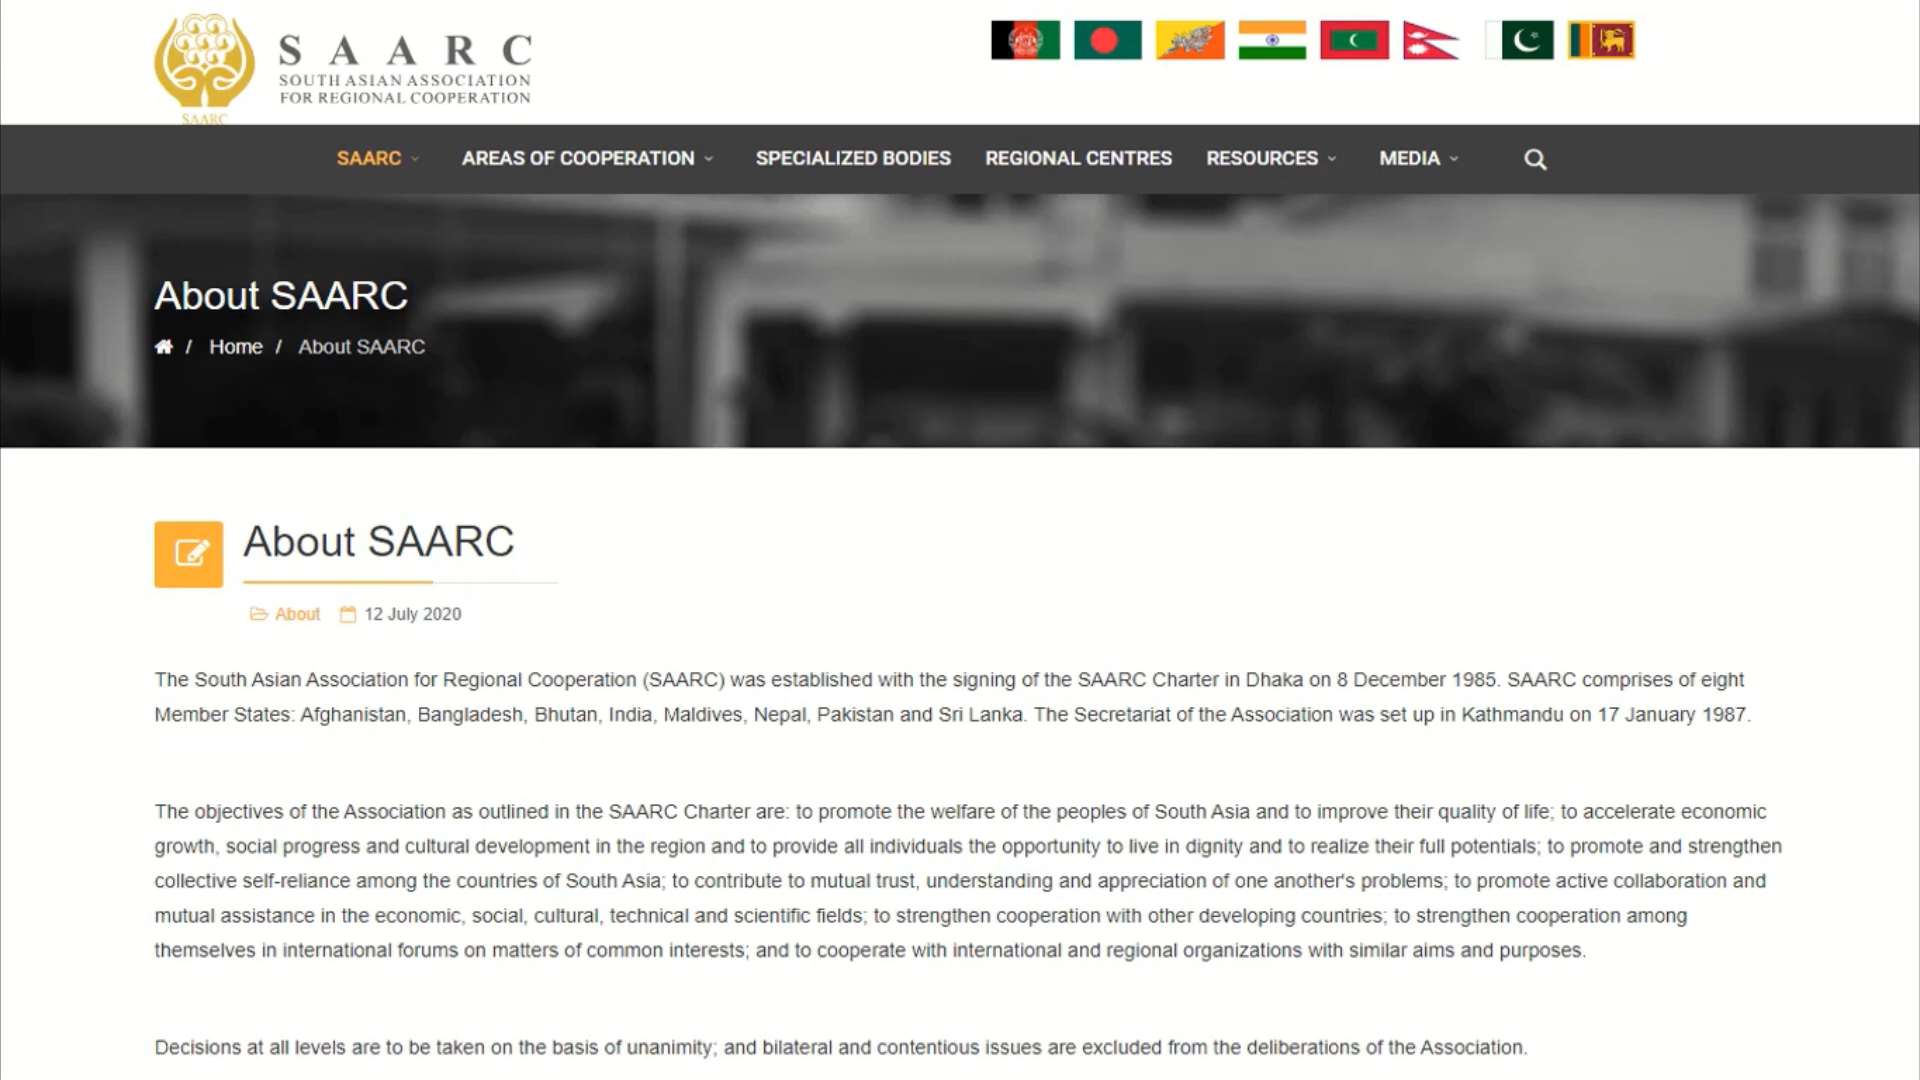 S A A R C
SOUTH ASIAN ASSOCIATION
FOR REGIONAL COOPERATION
SAARC
SAARC AREAS OF COOPERATION SPECIALIZED BODIES REGIONAL CENTRES RESOURCES MEDIA
About SAARC
/ Home / About SAARC
About SAARC
About 12 July 2020
The South Asian Association for Regional Cooperation (SAARC) was established with the signing of the SAARC Charter in Dhaka on 8 December 1985. SAARC comprises of eight
Member States: Afghanistan, Bangladesh, Bhutan, India, Maldives, Nepal, Pakistan and Sri Lanka. The Secretariat of the Association was set up in Kathmandu on 17 January 1987.
The objectives of the Association as outlined in the SAARC Charter are: to promote the welfare of the peoples of South Asia and to improve their quality of life; to accelerate economic
growth, social progress and cultural development in the region and to provide all individuals the opportunity to live in dignity and to realize their full potentials; to promote and strengthen
collective self-reliance among the countries of South Asia; to contribute to mutual trust, understanding and appreciation of one another's problems; to promote active collaboration and
mutual assistance in the economic, social, cultural, technical and scientific fields; to strengthen cooperation with other developing countries; to strengthen cooperation among
themselves in international forums on matters of common interests; and to cooperate with international and regional organizations with similar aims and purposes.
Decisions at all levels are to be taken on the basis of unanimity; and bilateral and contentious issues are excluded from the deliberations of the Association.